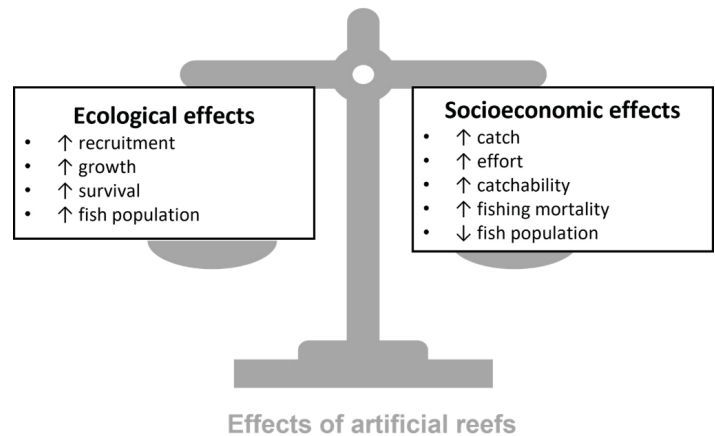 Ecological effects
• ↑ recruitment
• ↑ growth
• ↑ survival
• ↑ fish population
Socioeconomic effects
• ↑ catch
• ↑ effort
• ↑ catchability
• ↑ fishing mortality
• ↓ fish population
Effects of artificial reefs